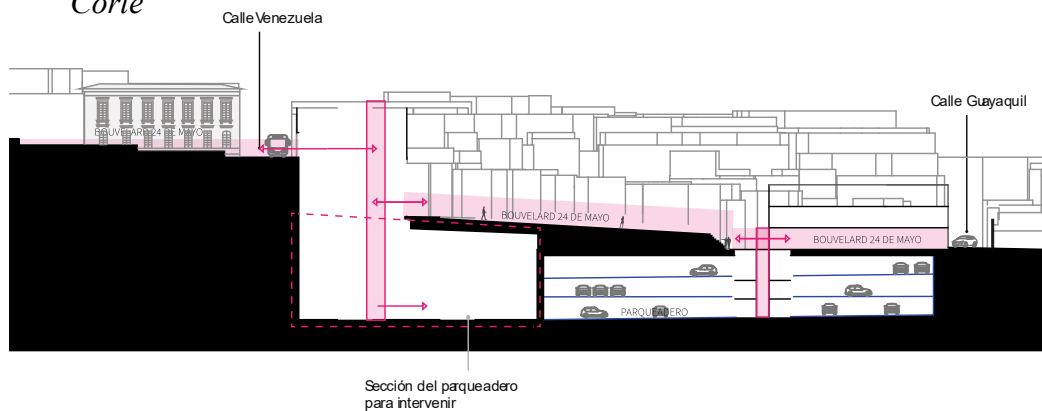 Corte
Calle Venezuela
Calle Guayaquil
BOUVELARD 24 DE MAYO
BOUVELARD 24 DE MAYO
BOUVELARD 24 DE MAYO
PARQUEADERO
Sección del parqueadero
para intervenir